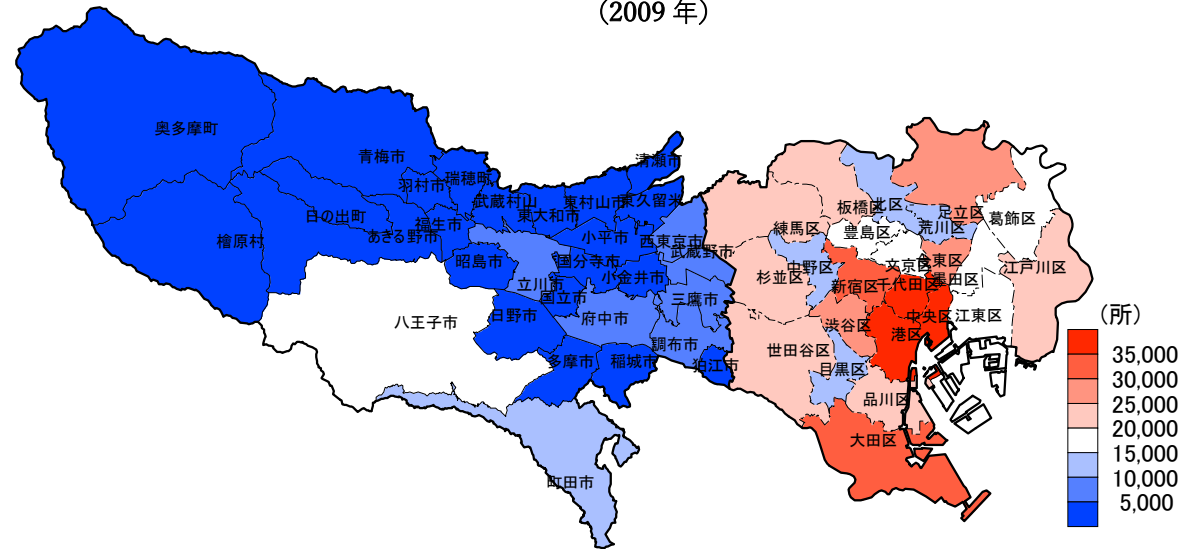 (2009 年)
奥多摩町
清瀬市
青梅市
羽村市
瑞穂町
武蔵村山
東村山市
東久留米
東大和市
日の出町
福生市
あきる野市
檜原村
小平市
西東京市
武蔵野市
昭島市
国分寺市
小金井市
立川市
国立市
三鷹市
日野市
府中市
八王子市
調布市
多摩市
稲城市
狛江市
町田市
板橋区
北区
足立区
葛飾区
練馬区
豊島区
荒川区
中野区
文京区
台東区
墨田区
江戸川区
杉並区
新宿区
千代田区
中央区
江東区
渋谷区
港区
世田谷区
目黒区
品川区
大田区
(所)
35,000
30,000
25,000
20,000
15,000
10,000
5,000